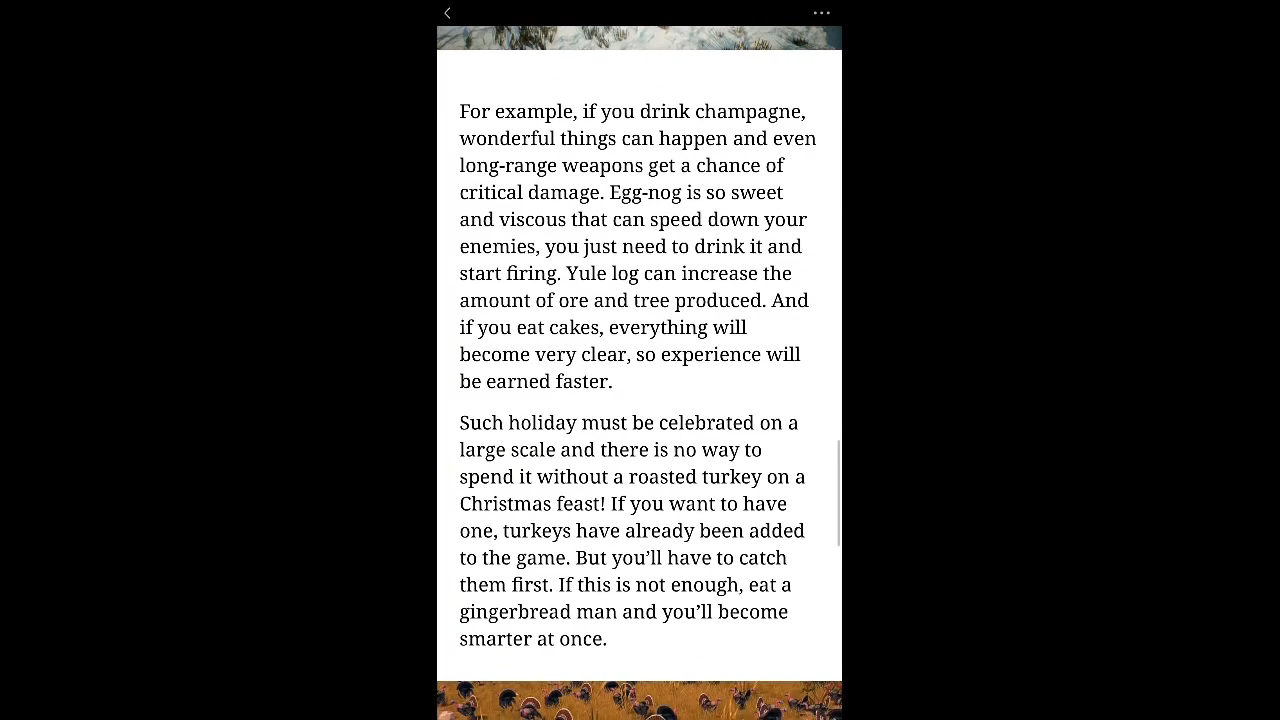 For example, if you drink champagne,
wonderful things can happen and even
long-range weapons get a chance of
critical damage. Egg-nog is so sweet
and viscous that can speed down your
enemies, you just need to drink it and
start firing. Yule log can increase the
amount of ore and tree produced. And
if you eat cakes, everything will
become very clear, so experience will
be earned faster.
Such holiday must be celebrated on a
large scale and there is no way to
spend it without a roasted turkey on a
Christmas feast! If you want to have
one, turkeys have already been added
to the game. But you’ll have to catch
them first. If this is not enough, eat a
gingerbread man and you’ll become
smarter at once.